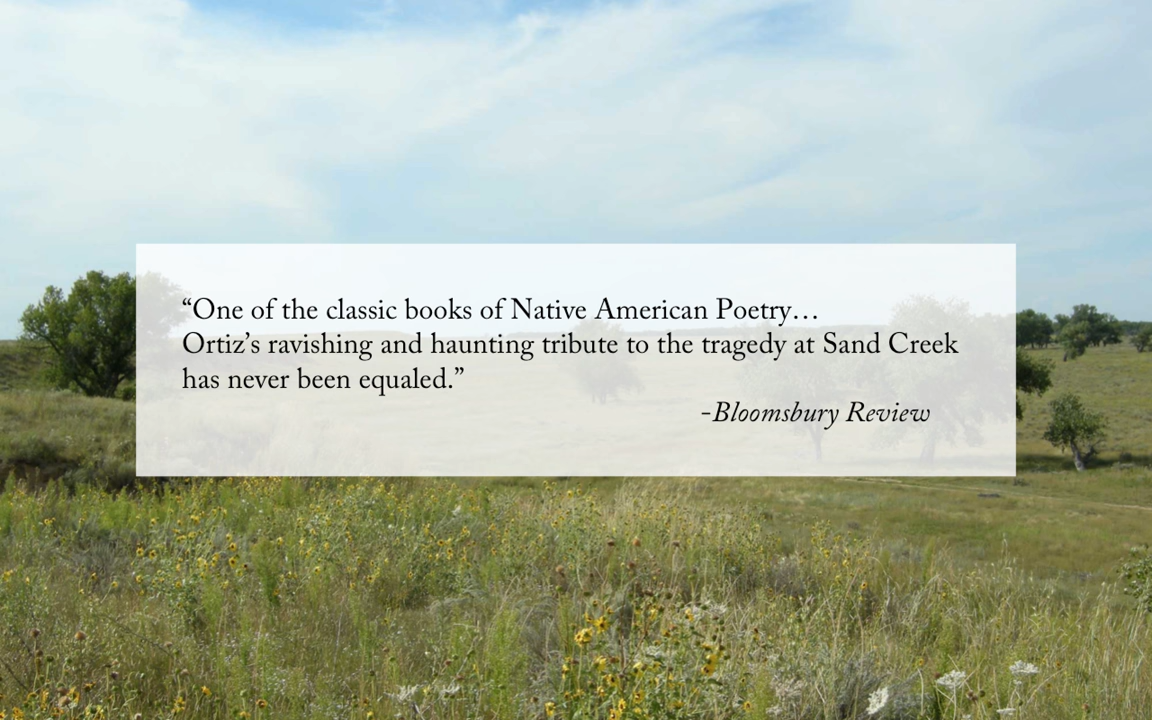 “One of the classic books of Native American Poetry…
Ortiz’s ravishing and haunting tribute to the tragedy at Sand Creek
has never been equaled.”
-Bloomsbury Review